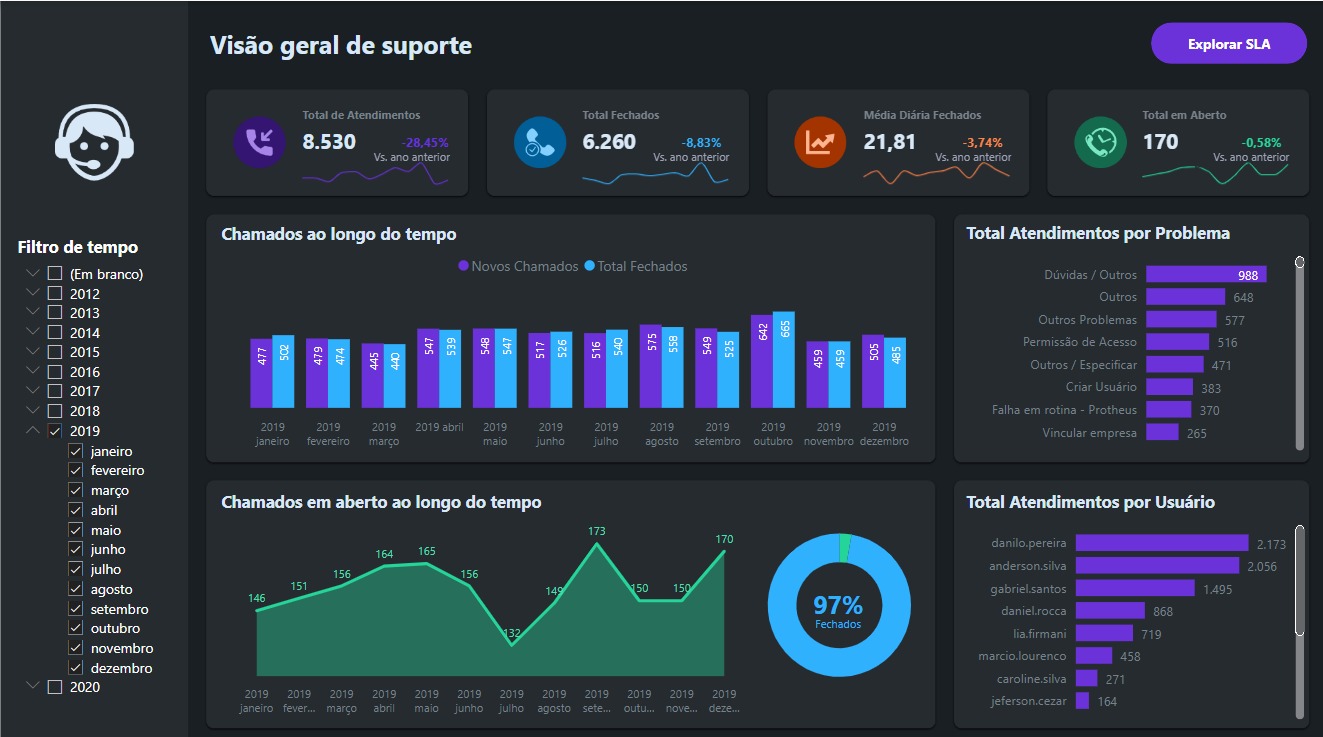 Visão geral de suporte
Explorar SLA
Total de Atendimentos
8.530
-28,45%
Vs. ano anterior
Total Fechados
6.260
-8,83%
Vs. ano anterior
Média Diária Fechados
21,81
-3,74%
Vs. ano anterior
Total em Aberto
170
-0,58%
Vs. ano anterior
Filtro de tempo
(Em branco)
2012
2013
2014
2015
2016
2017
2018
2019
janeiro
fevereiro
março
abril
maio
junho
julho
agosto
setembro
outubro
novembro
dezembro
2020
Chamados ao longo do tempo
Novos Chamados
Total Fechados
477
502
479
474
445
440
547
539
548
547
517
526
516
540
575
558
549
525
642
665
459
459
505
485
2019 janeiro
2019 fevereiro
2019 março
2019 abril
2019 maio
2019 junho
2019 julho
2019 agosto
2019 setembro
2019 outubro
2019 novembro
2019 dezembro
Total Atendimentos por Problema
Dúvidas / Outros 988
Outros 648
Outros Problemas 577
Permissão de Acesso 516
Outros / Especificar 471
Criar Usuário 383
Falha em rotina - Protheus 370
Vincular empresa 265
Chamados em aberto ao longo do tempo
146
151
156
164
165
156
132
149
173
150
150
170
2019 janeiro
2019 fever...
2019 março
2019 abril
2019 maio
2019 junho
2019 julho
2019 agosto
2019 sete...
2019 outu...
2019 nove...
2019 deze...
97%
Fechados
Total Atendimentos por Usuário
danilo.pereira 2.173
anderson.silva 2.056
gabriel.santos 1.495
daniel.rocca 868
lia.firmani 719
marcio.lourenco 458
caroline.silva 271
jeferson.cezar 164